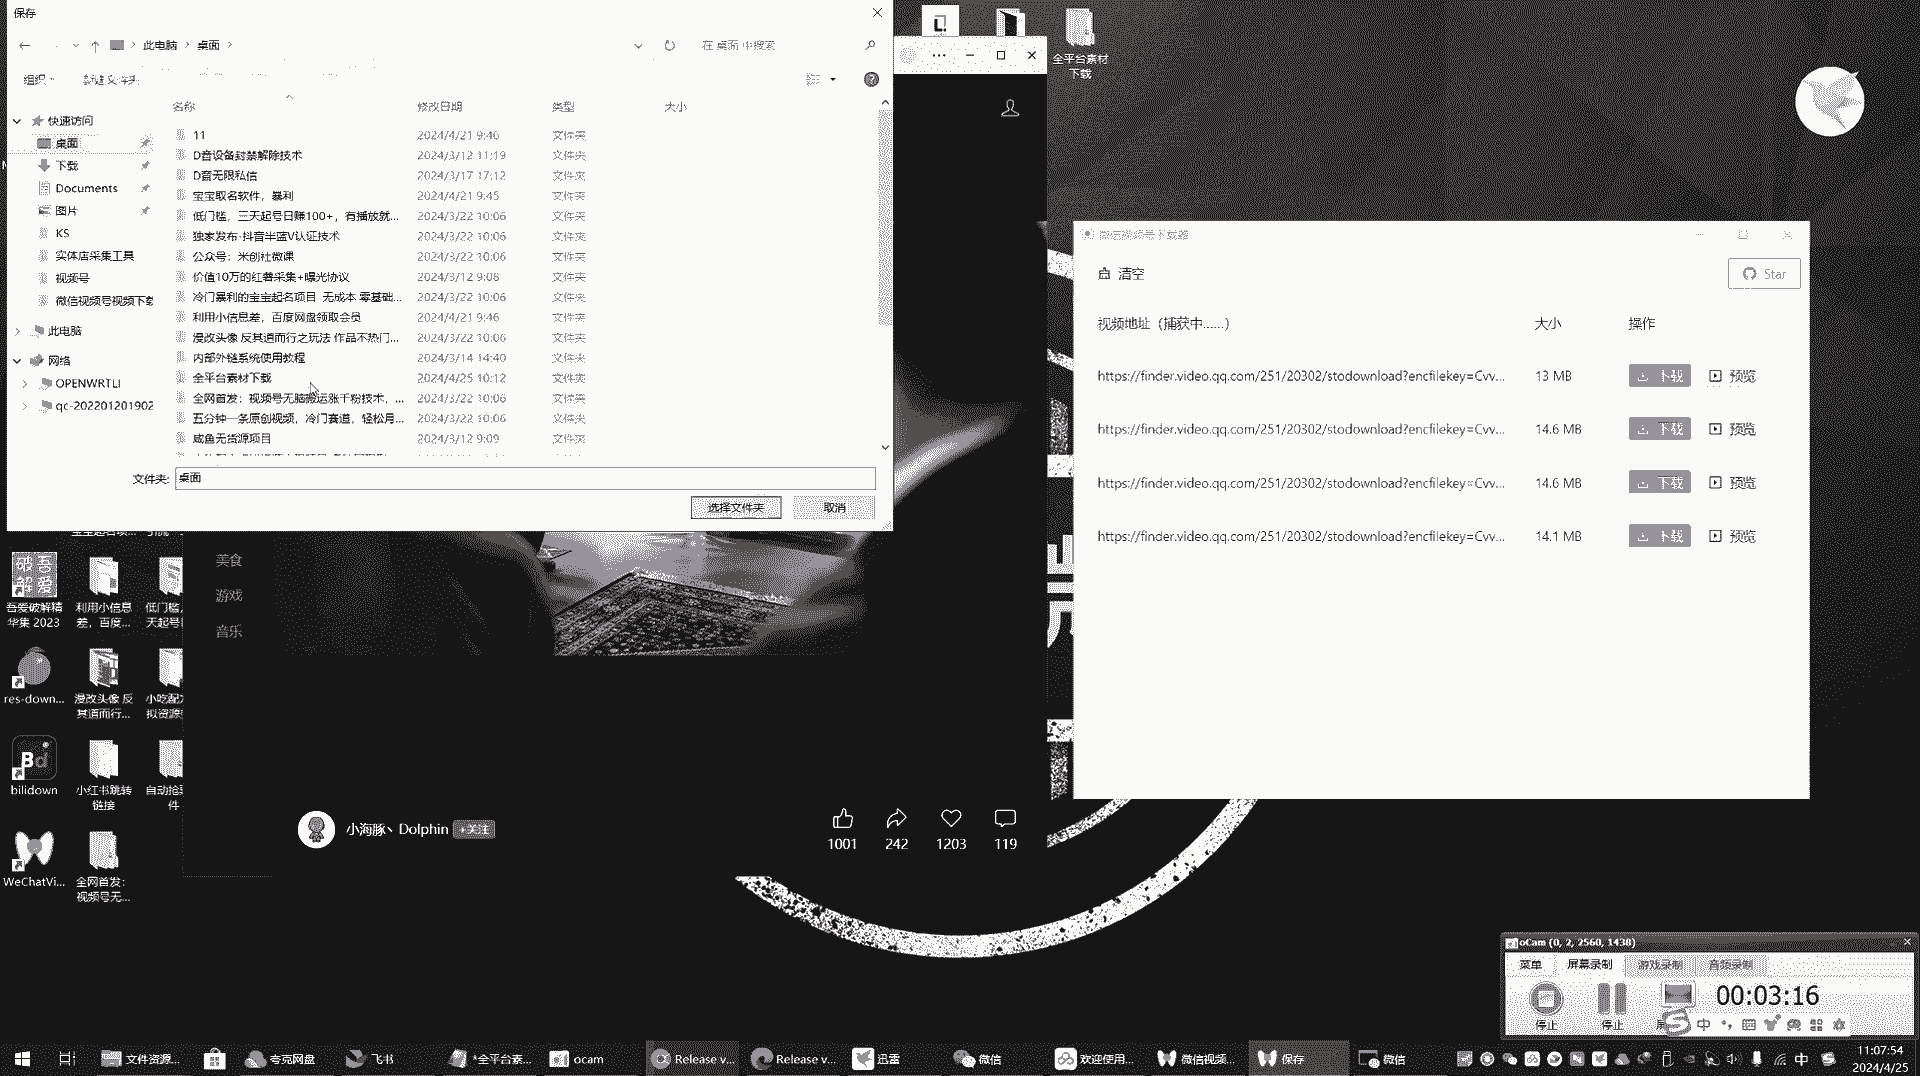 保存
此电脑
桌面
在 桌面 中搜索
组织
新建文件夹
名称
修改日期
类型
大小
快速访问
桌面
下载
Documents
图片
KS
实体店采集工具
视频号
微信视频号视频下载
此电脑
网络
OPENWRTLI
qc-202201201902
11 2024/4/21 9:46 文件夹
D音设备封禁解除技术 2024/3/12 11:19 文件夹
D音无限私信 2024/3/17 17:12 文件夹
宝宝取名软件，暴利 2024/4/21 9:45 文件夹
低门槛，三天起号日赚100+，有播放就... 2024/3/22 10:06 文件夹
独家发布-抖音半蓝V认证技术 2024/3/22 10:06 文件夹
公众号：米创社微课 2024/3/22 10:06 文件夹
价值10万的红薯采集+曝光协议 2024/3/12 9:08 文件夹
冷门暴利的宝宝起名项目 无成本 零基础... 2024/3/22 10:06 文件夹
利用小信息差，百度网盘领取会员 2024/4/21 9:46 文件夹
漫改头像 反其道而行之玩法 作品不热门... 2024/3/22 10:06 文件夹
内部外链系统使用教程 2024/3/14 14:40 文件夹
全平台素材下载 2024/4/25 10:12 文件夹
全网首发：视频号无脑搬运涨千粉技术，... 2024/3/22 10:06 文件夹
五分钟一条原创视频，冷门赛道，轻松月... 2024/3/22 10:06 文件夹
咸鱼无货源项目 2024/3/12 9:09 文件夹
文件夹: 桌面
选择文件夹
取消
全平台素材
下载
微信视频号下载器
清空
Star
视频地址（捕获中......）
大小
操作
https://finder.video.qq.com/251/20302/stodownload?encfilekey=Cvv... 13 MB 下载 预览
https://finder.video.qq.com/251/20302/stodownload?encfilekey=Cvv... 14.6 MB 下载 预览
https://finder.video.qq.com/251/20302/stodownload?encfilekey=Cvv... 14.6 MB 下载 预览
https://finder.video.qq.com/251/20302/stodownload?encfilekey=Cvv... 14.1 MB 下载 预览
美食
游戏
音乐
吾爱破解
吾爱破解精
华集 2023
利用小信息
差，百度...
低门槛，
天起号
res-down...
漫改头像 反
其道而行...
小吃配
拟资源
Bd
bilidown
小红书跳转
链接
自动抢
件
WeChatVi...
全网首发：
视频号无...
小海豚丶Dolphin
+关注
1001
242
1203
119
oCam (0, 2, 2560, 1438)
菜单
屏幕录制
游戏录制
音频录制
00:03:16
停止
停止
屏
中
文件资源...
夸克网盘
飞书
*全平台素...
ocam
Release v...
Release v...
迅雷
微信
欢迎使用...
微信视频...
保存
微信
中
11:07:54
2024/4/25